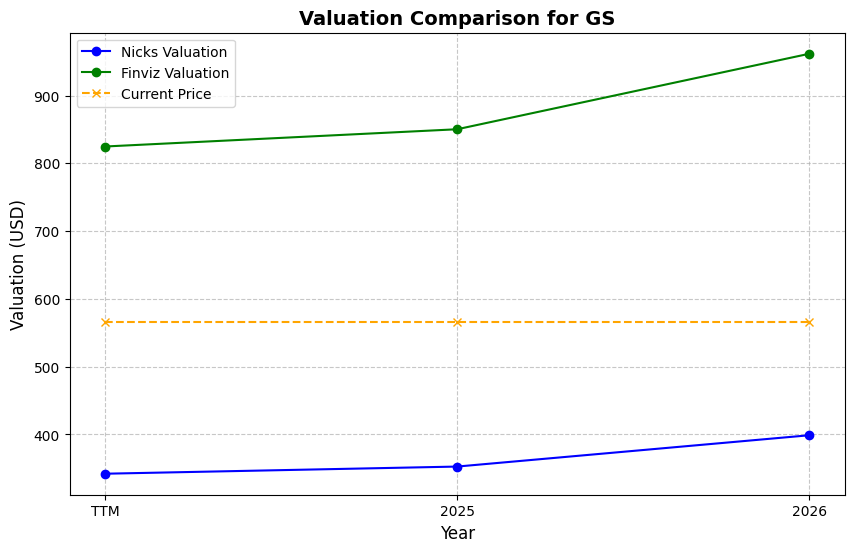 Valuation Comparison for GS
Nicks Valuation
Finviz Valuation
Current Price
Valuation (USD)
900
800
700
600
500
400
TTM
2025
2026
Year